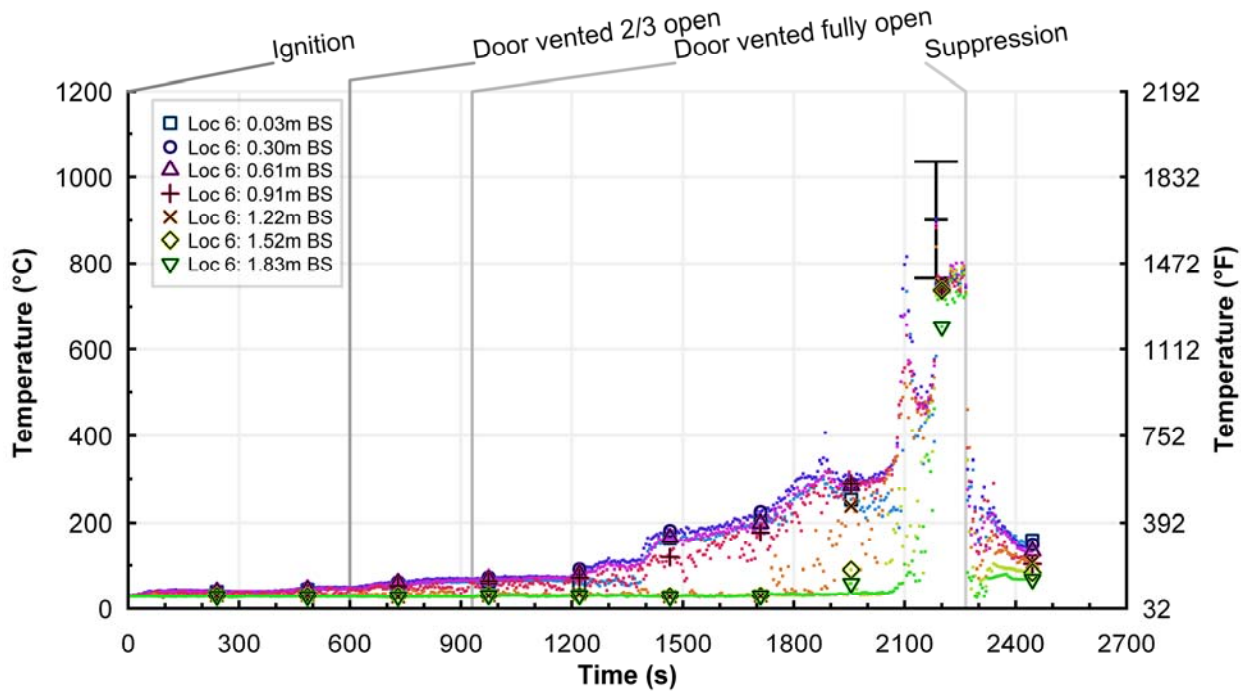 Ignition
Door vented 2/3 open
Door vented fully open
Suppression
1200
1000
800
600
400
200
0
Temperature (°C)
Loc 6: 0.03m BS
Loc 6: 0.30m BS
Loc 6: 0.61m BS
Loc 6: 0.91m BS
Loc 6: 1.22m BS
Loc 6: 1.52m BS
Loc 6: 1.83m BS
2192
1832
1472
1112
752
392
32
Temperature (°F)
0 300 600 900 1200 1500 1800 2100 2400 2700
Time (s)